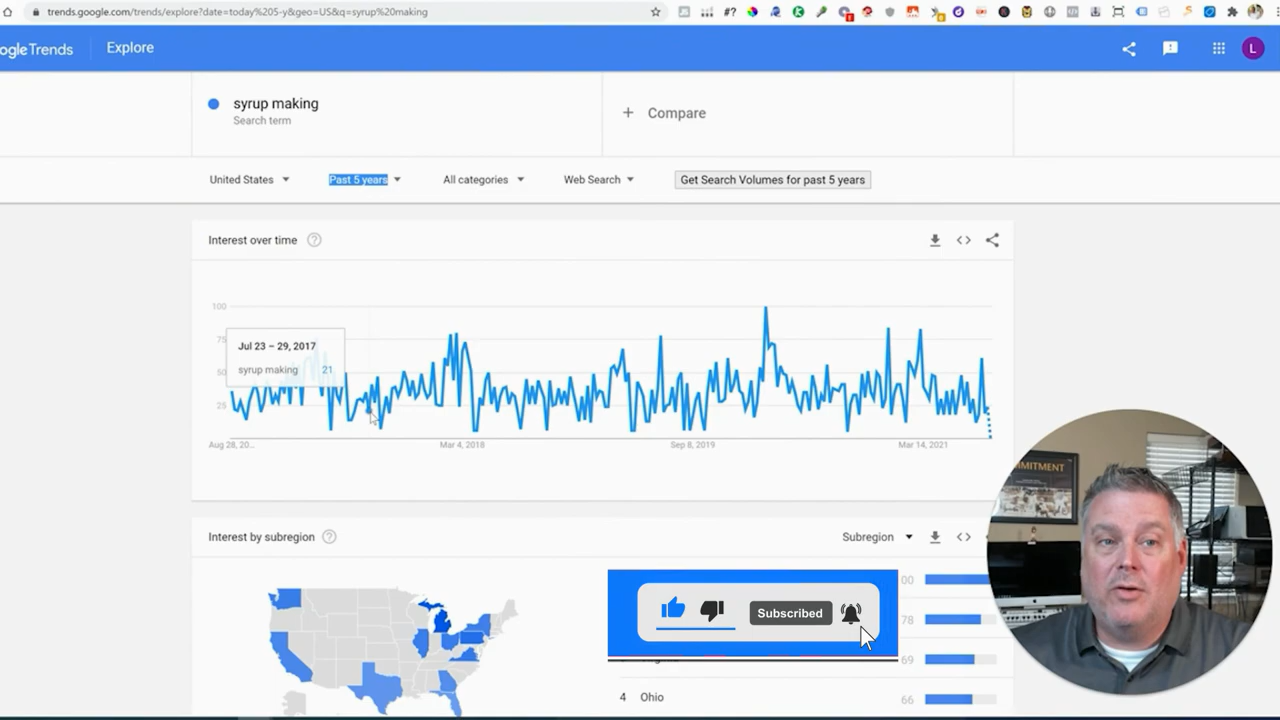 trends.google.com/trends/explore?date=today%205-y&geo=US&q=syrup%20making
#?
ogle Trends
Explore
L
syrup making
Search term
+ Compare
United States
Past 5 years
All categories
Web Search
Get Search Volumes for past 5 years
Interest over time
100
75
50
25
Jul 23 – 29, 2017
syrup making 21
Aug 28, 20...
Mar 4, 2018
Sep 8, 2019
Mar 14, 2021
MMITMENT
Interest by subregion
Subregion
00
Subscribed
78
69
4 Ohio 66